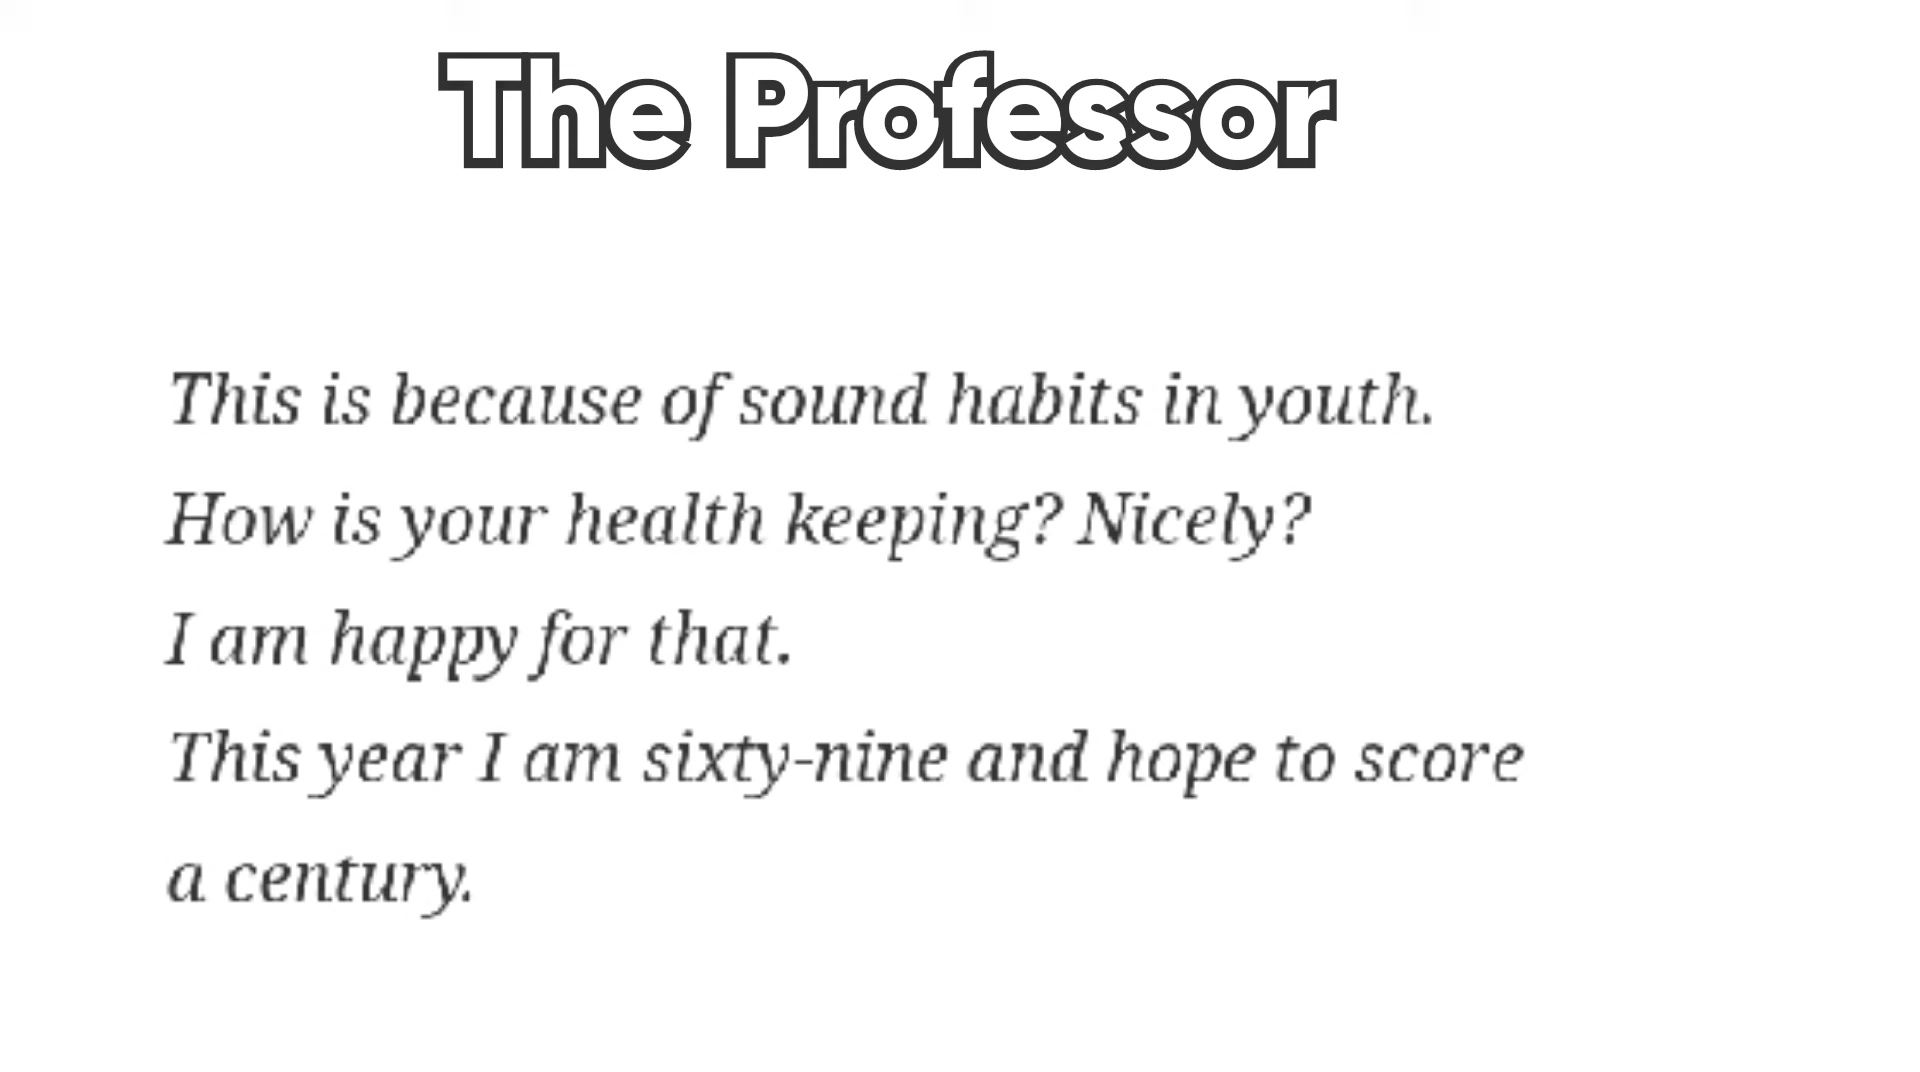 The Professor
This is because of sound habits in youth.
How is your health keeping? Nicely?
I am happy for that.
This year I am sixty-nine and hope to score
a century.